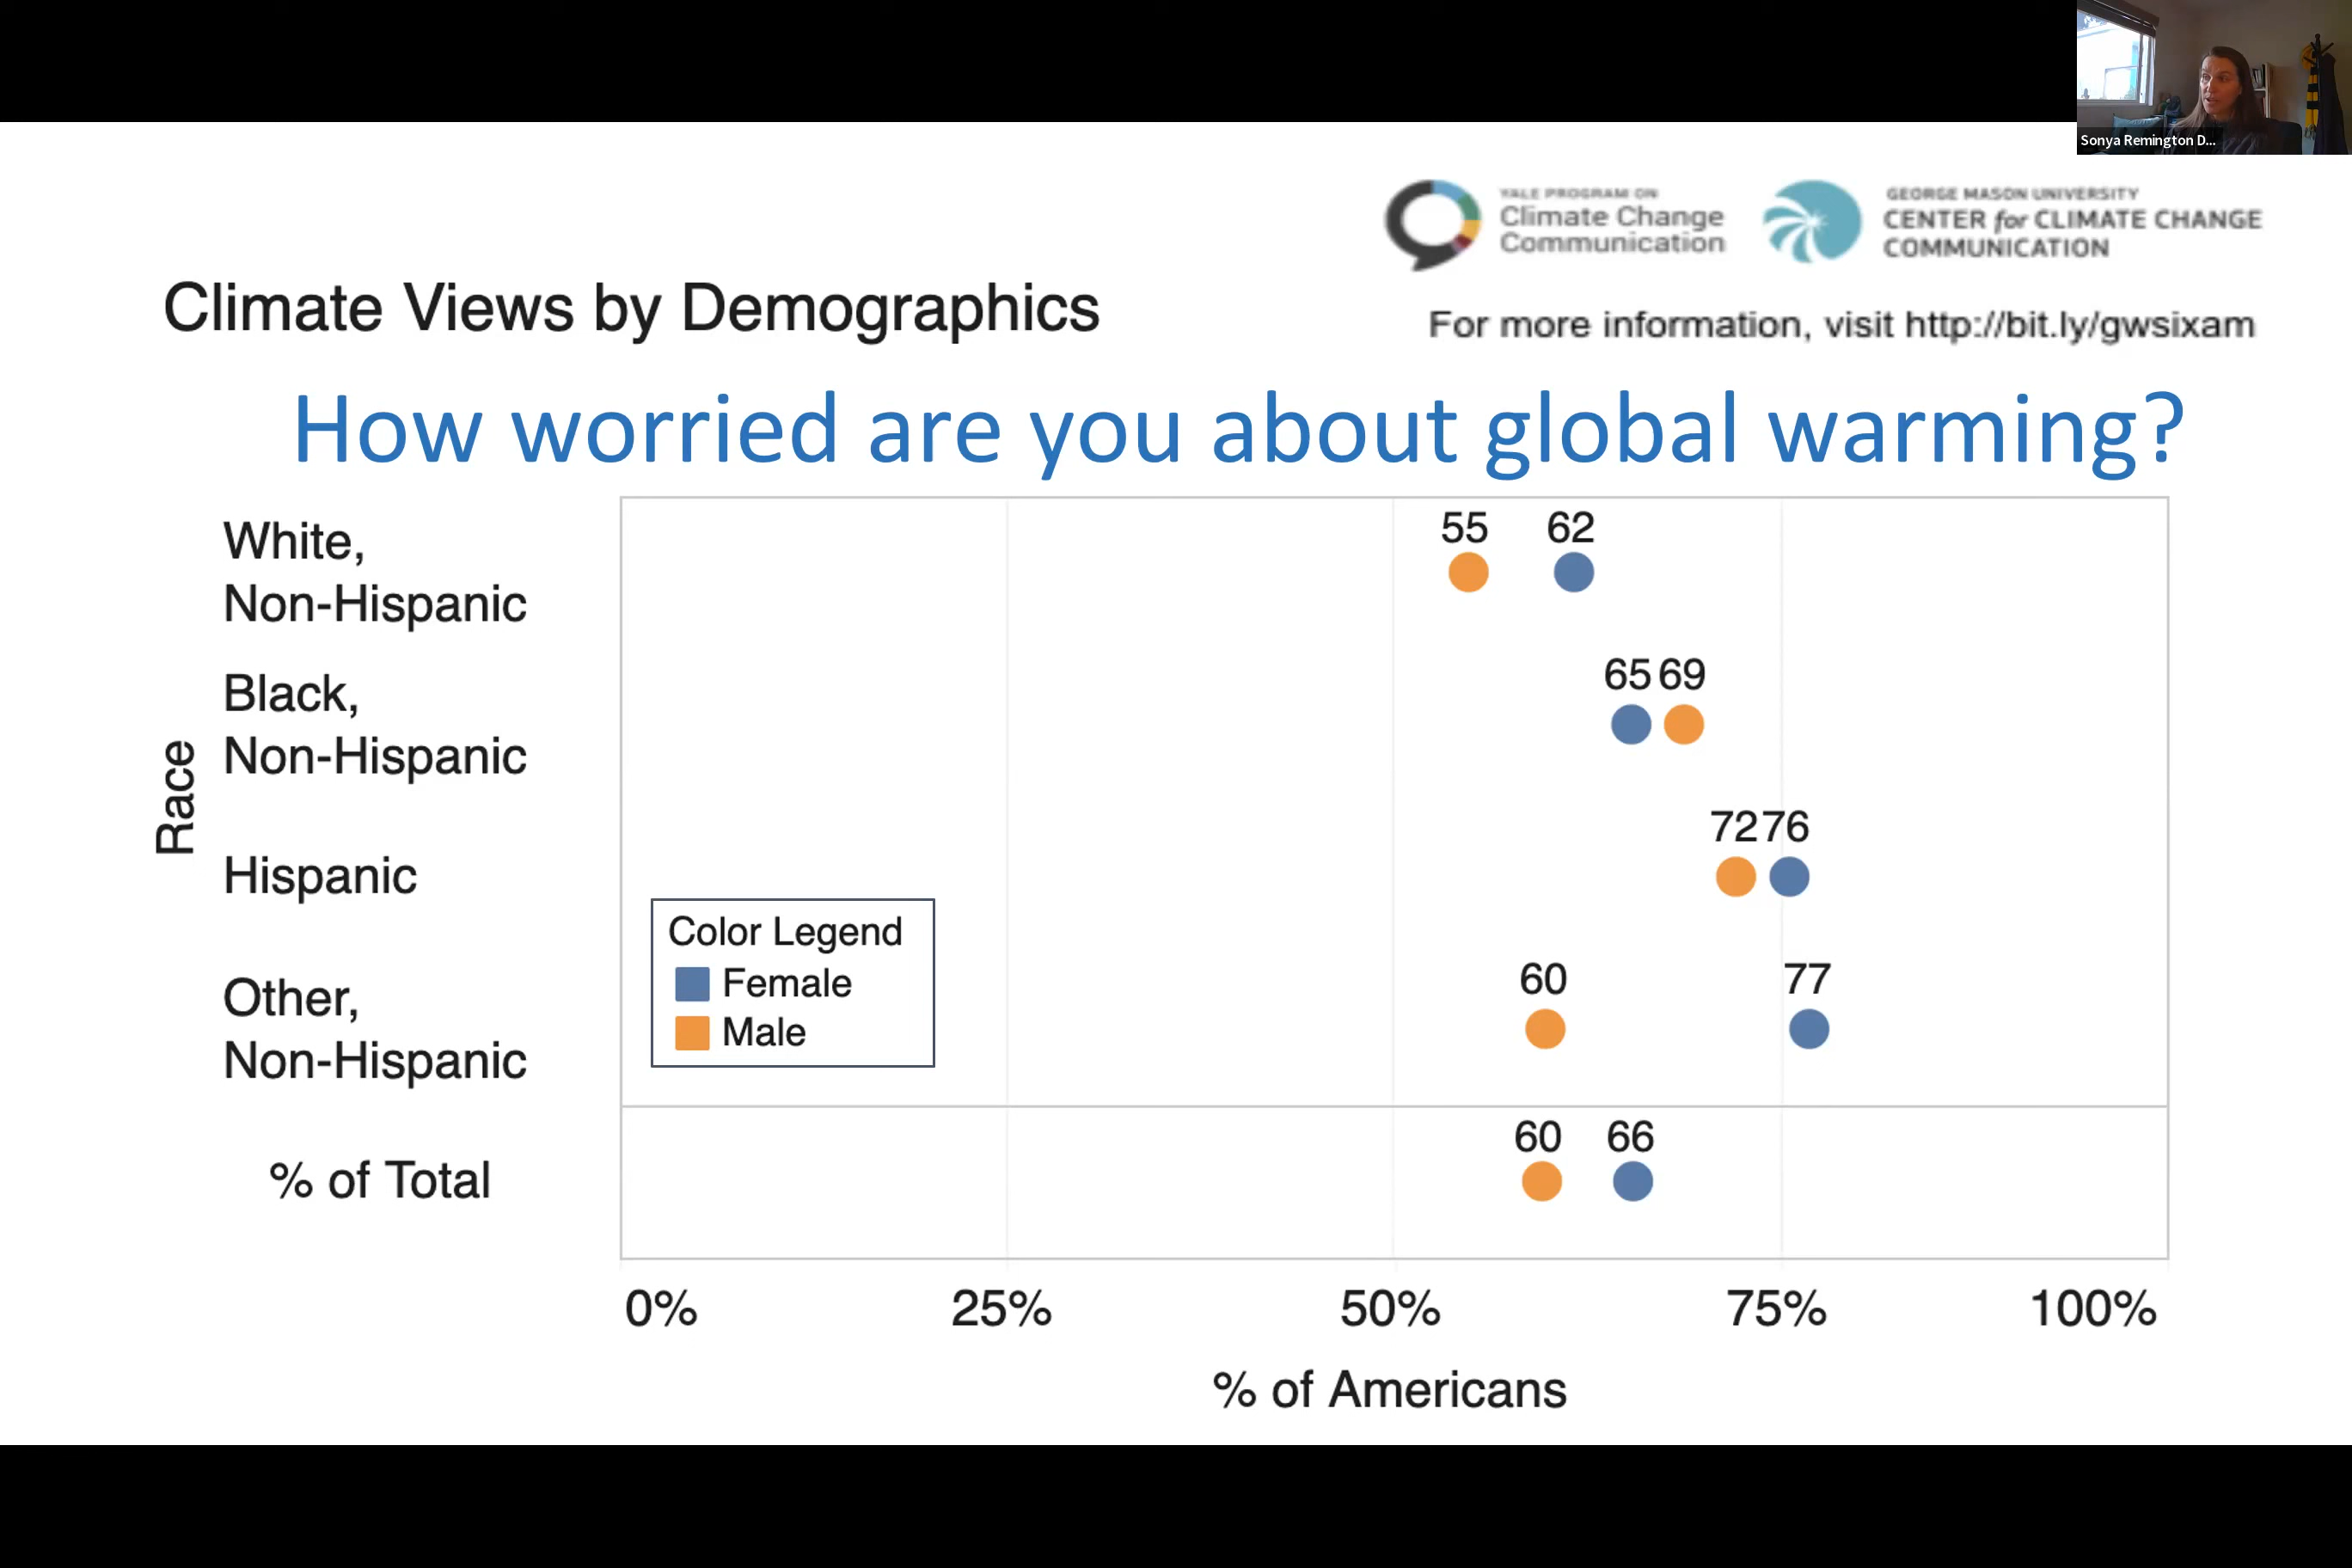 Sonya Remington D...
YALE PROGRAM ON
Climate Change
Communication
GEORGE MASON UNIVERSITY
CENTER for CLIMATE CHANGE
COMMUNICATION
Climate Views by Demographics
For more information, visit http://bit.ly/gwsixam
How worried are you about global warming?
Race
White,
Non-Hispanic
55 62
Black,
Non-Hispanic
65 69
Hispanic
72 76
Other,
Non-Hispanic
60 77
Color Legend
Female
Male
% of Total
60 66
0% 25% 50% 75% 100%
% of Americans